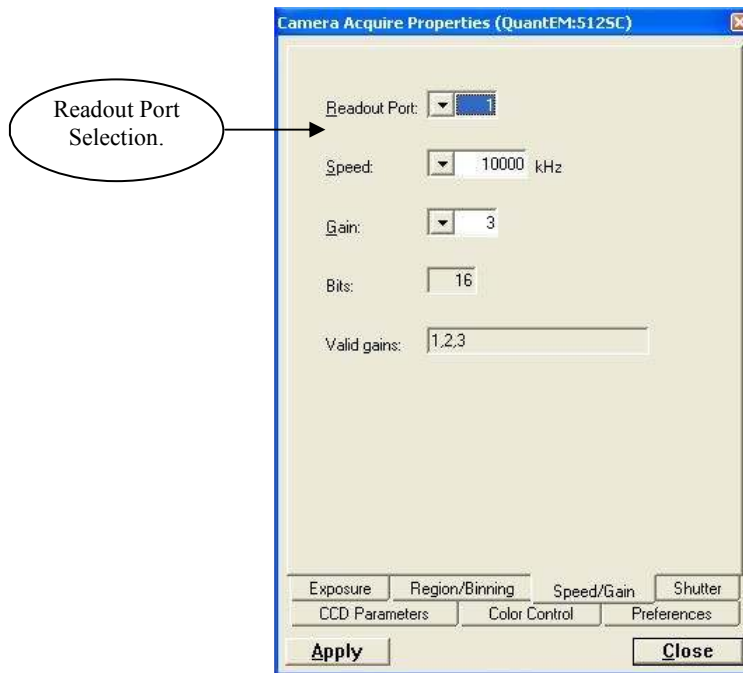 Camera Acquire Properties (QuantEM:512SC)
Readout Port
Selection.
Readout Port: 1
Speed: 10000 kHz
Gain: 3
Bits: 16
Valid gains: 1,2,3
Exposure Region/Binning Speed/Gain Shutter
CCD Parameters Color Control Preferences
Apply Close